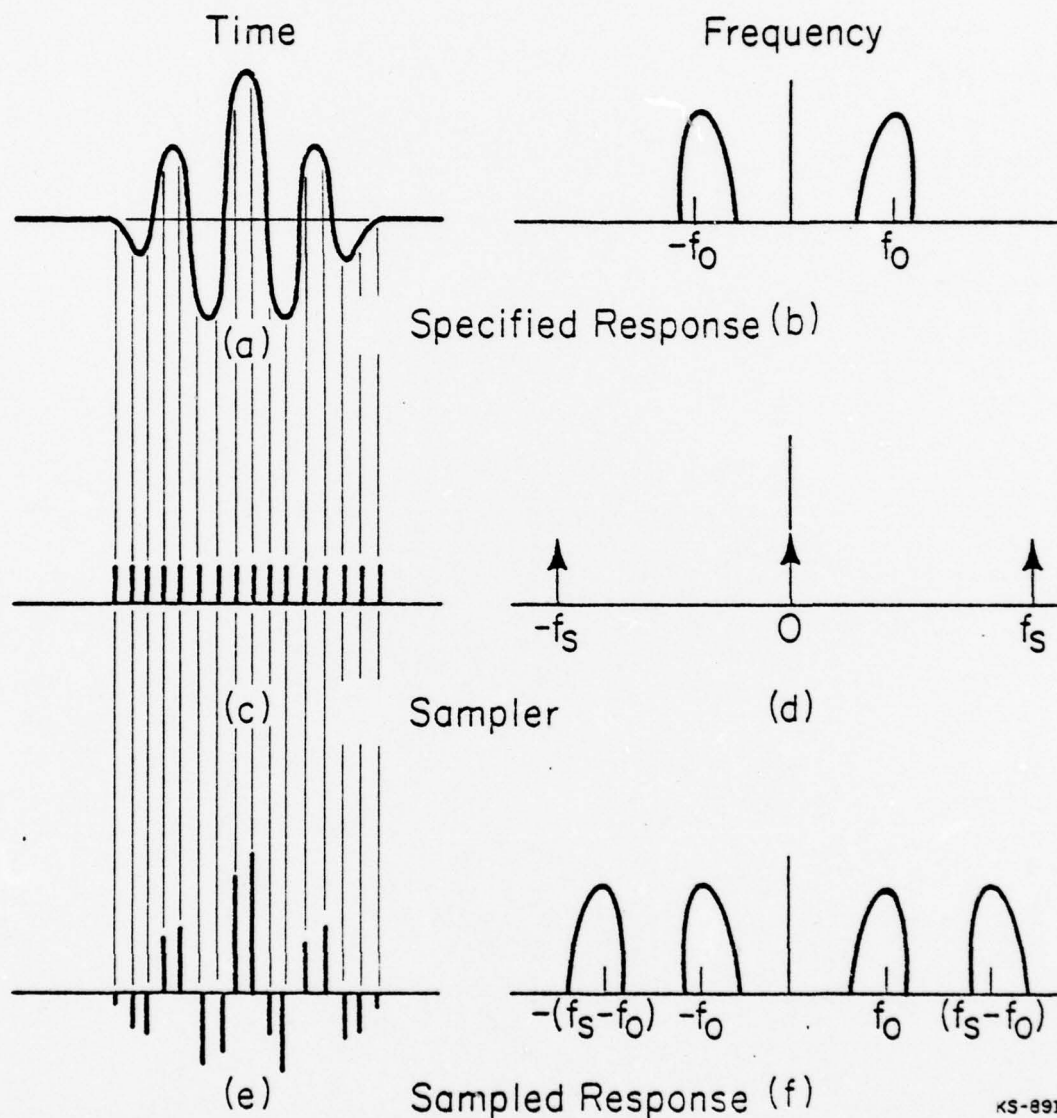 Time
Frequency
-f₀ f₀
(a) Specified Response (b)
-fₛ 0 fₛ
(c) Sampler (d)
-(fₛ-f₀) -f₀ f₀ (fₛ-f₀)
(e) Sampled Response (f)
KS-891